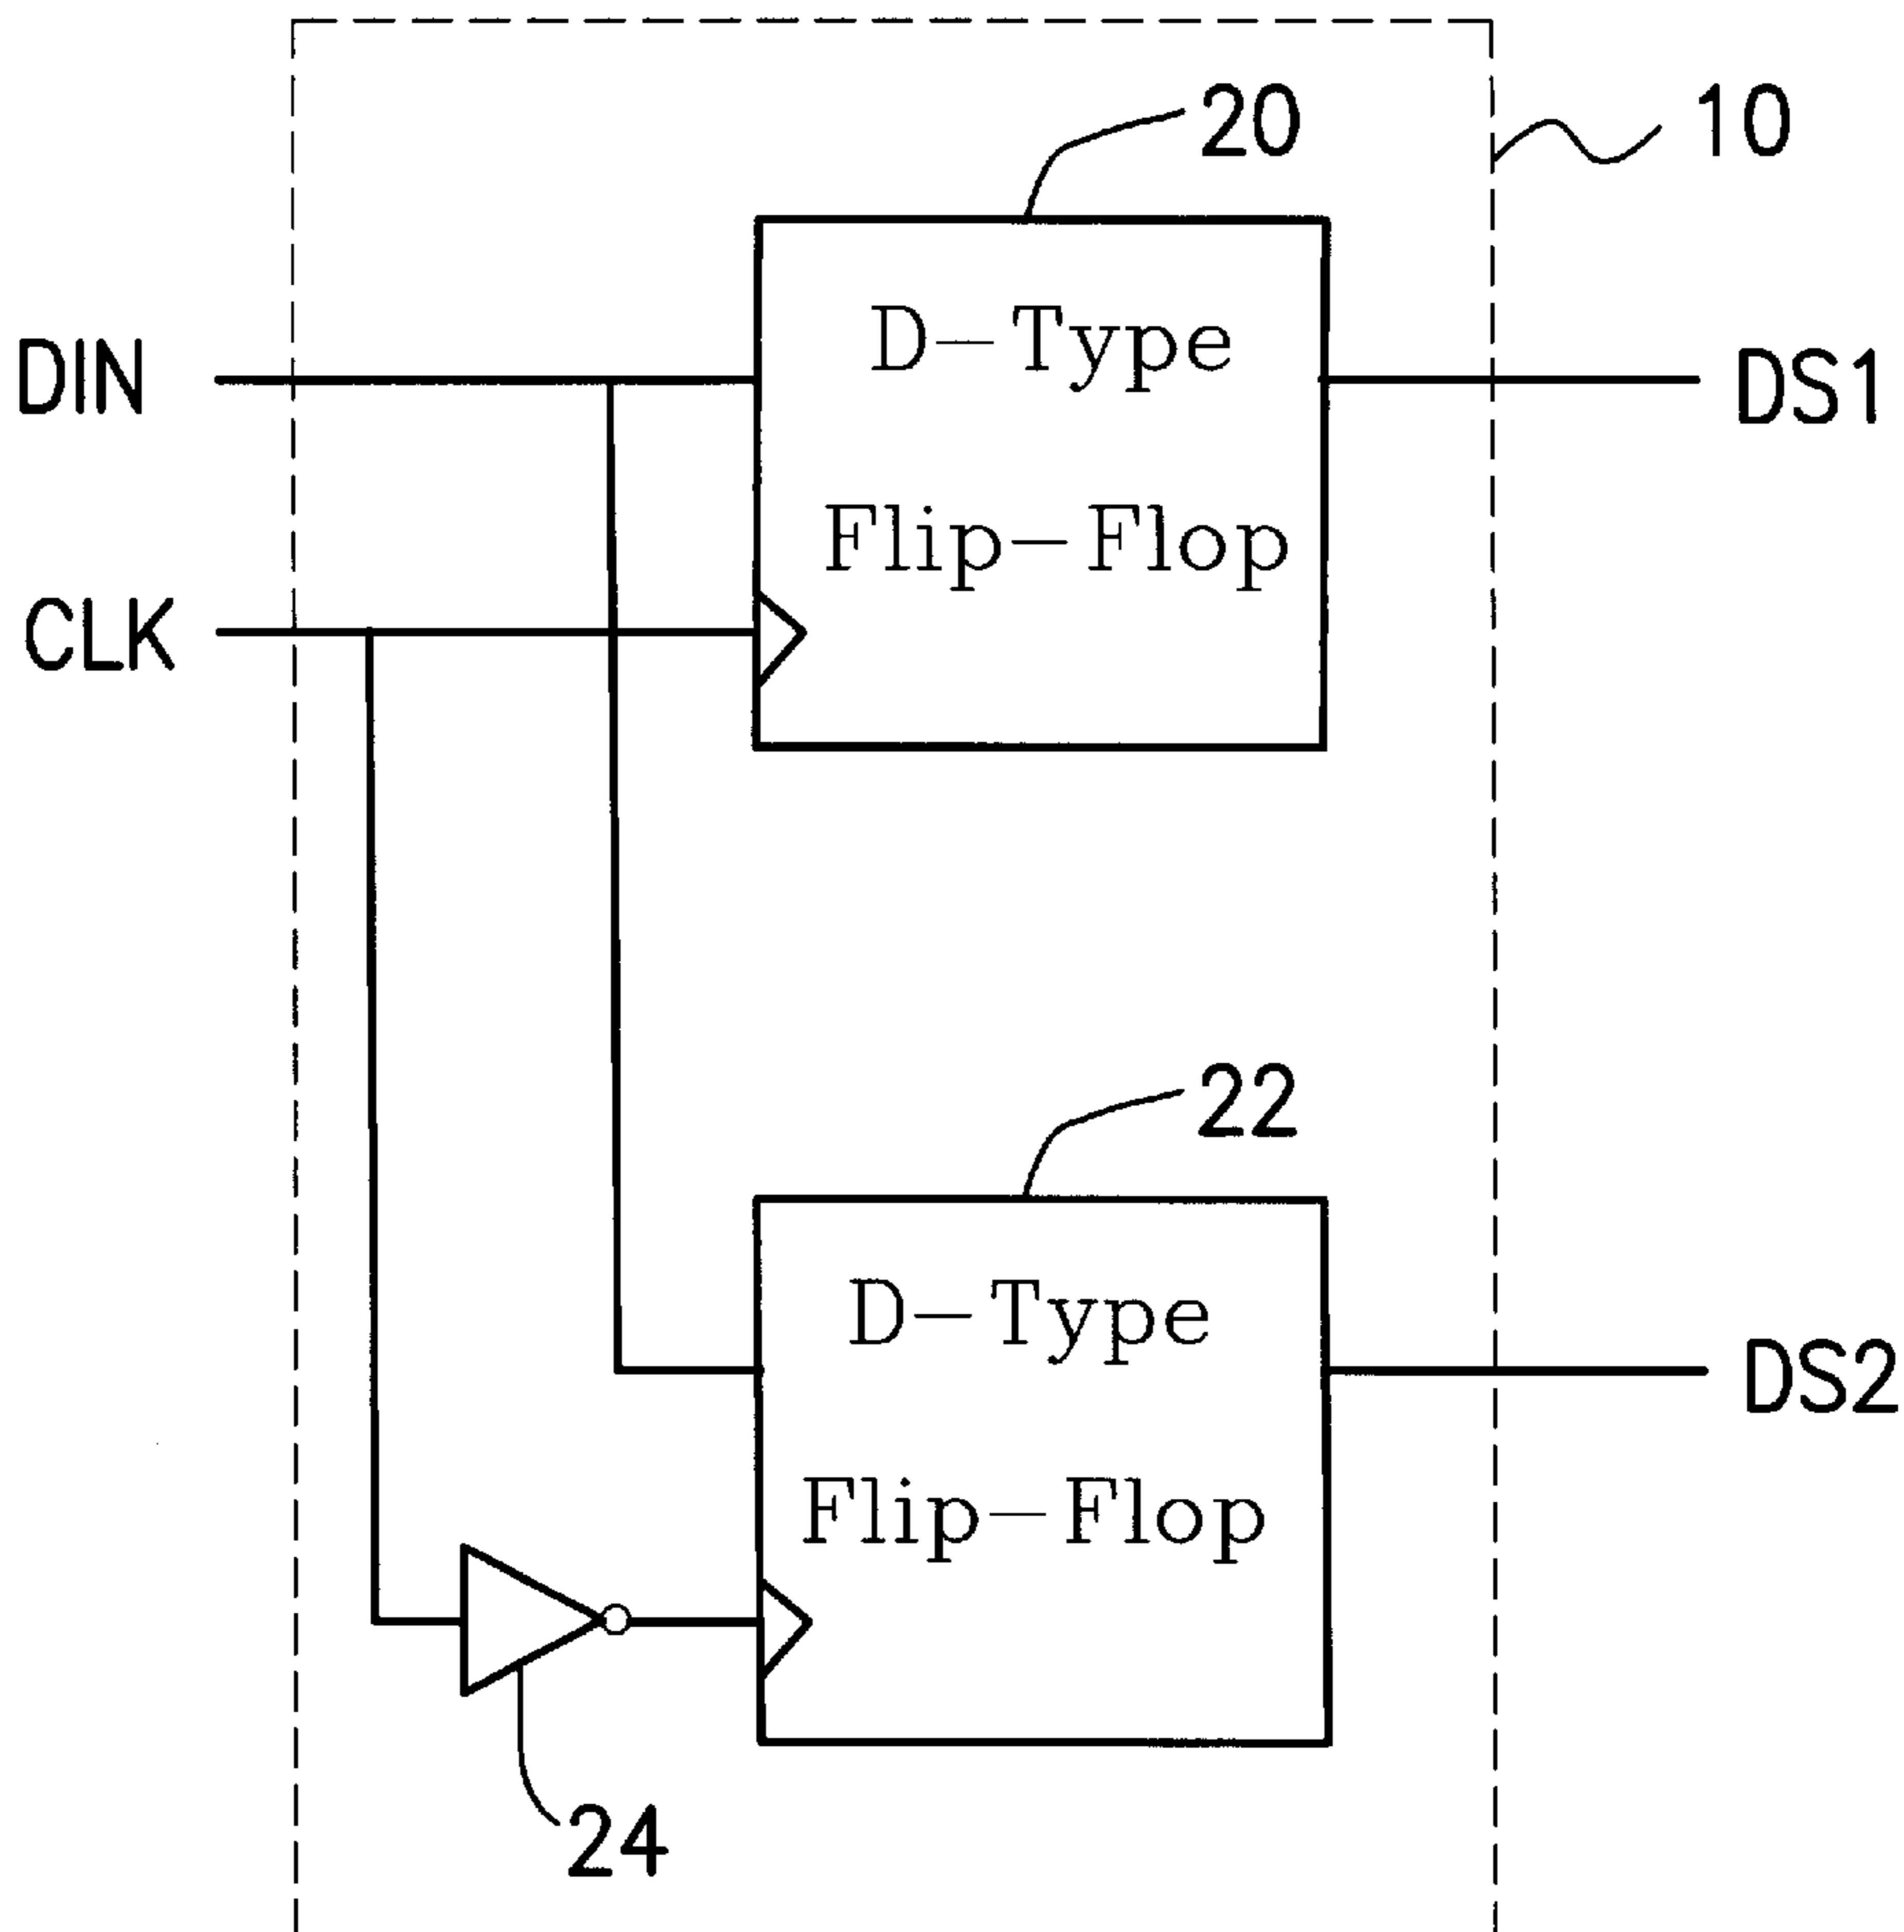 20
10
D-Type
Flip-Flop
DIN
CLK
DS1
22
D-Type
Flip-Flop
DS2
24